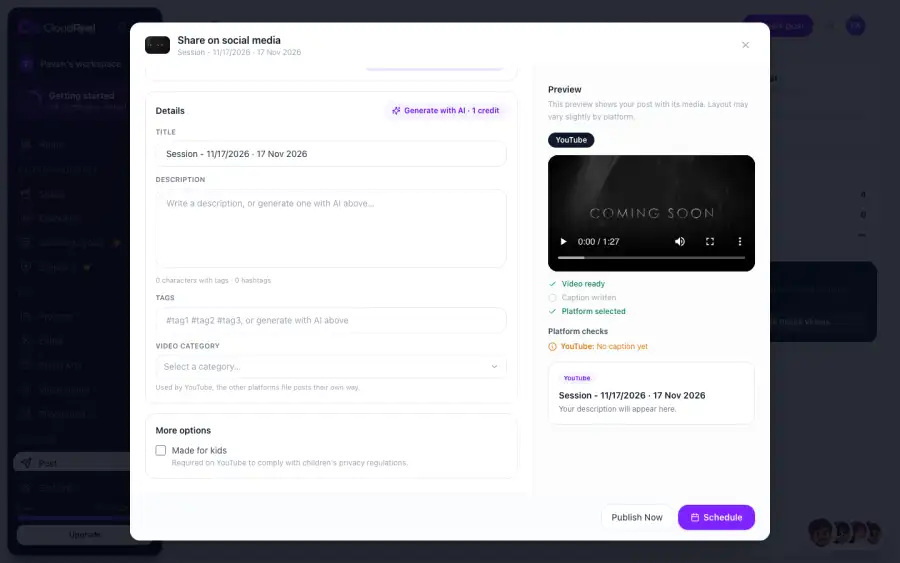 CloudReel
Pavan's workspace
Getting started
Home
Post
Settings
Upgrade
Share on social media
Session - 11/17/2026 · 17 Nov 2026
Details
Generate with AI · 1 credit
TITLE
Session - 11/17/2026 · 17 Nov 2026
DESCRIPTION
Write a description, or generate one with AI above...
0 characters with tags · 0 hashtags
TAGS
#tag1 #tag2 #tag3, or generate with AI above
VIDEO CATEGORY
Select a category...
Used by YouTube, the other platforms file posts their own way.
More options
Made for kids
Required on YouTube to comply with children's privacy regulations.
Preview
This preview shows your post with its media. Layout may
vary slightly by platform.
YouTube
COMING SOON
0:00 / 1:27
Video ready
Caption written
Platform selected
Platform checks
YouTube: No caption yet
YouTube
Session - 11/17/2026 · 17 Nov 2026
Your description will appear here.
Publish Now
Schedule